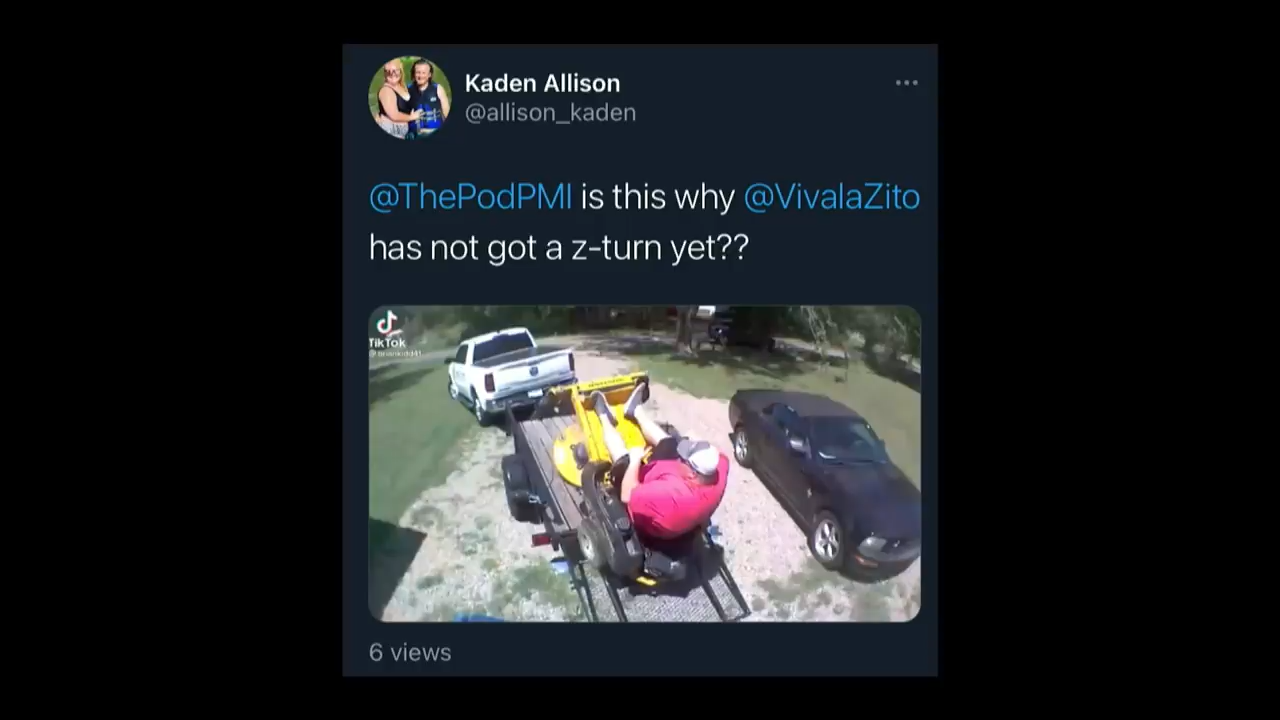 Kaden Allison
@allison_kaden
@ThePodPMI is this why @VivalaZito
has not got a z-turn yet??
TikTok
6 views